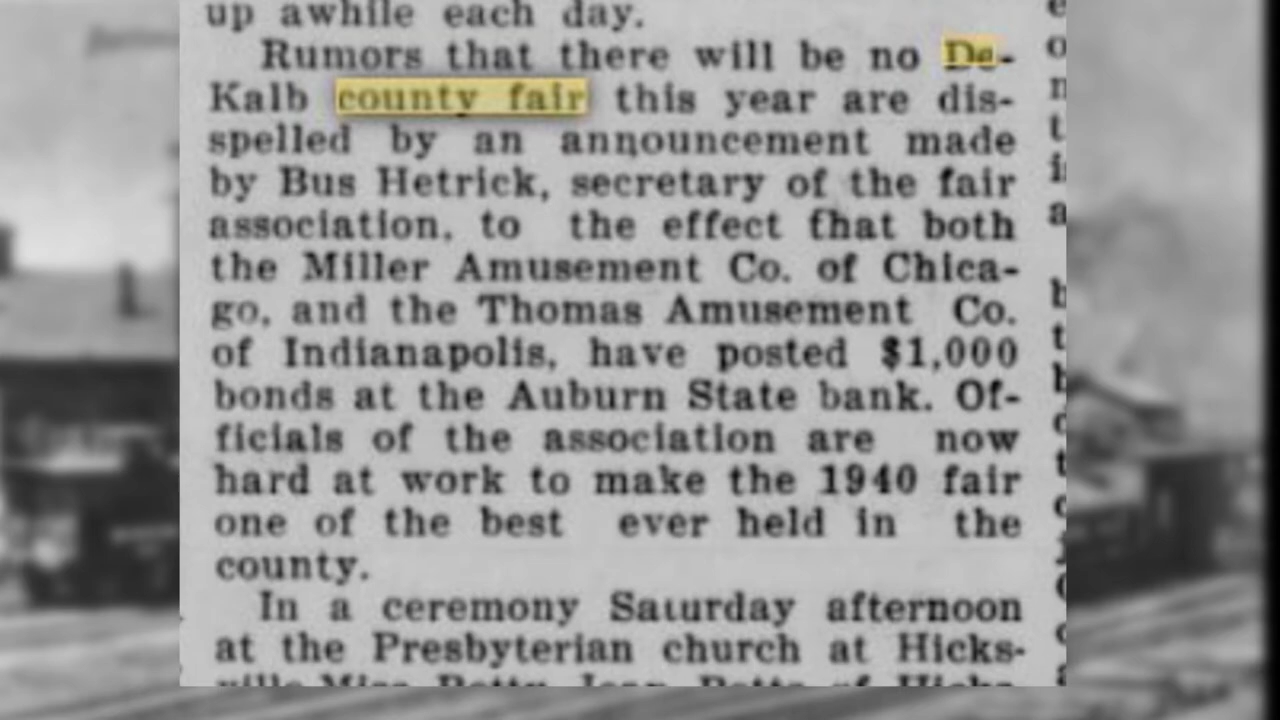 up awhile each day.
Rumors that there will be no De-
Kalb county fair this year are dis-
spelled by an announcement made
by Bus Hetrick, secretary of the fair
association, to the effect fhat both
the Miller Amusement Co. of Chica-
go, and the Thomas Amusement Co.
of Indianapolis, have posted $1,000
bonds at the Auburn State bank. Of-
ficials of the association are now
hard at work to make the 1940 fair
one of the best ever held in the
county.
In a ceremony Saturday afternoon
at the Presbyterian church at Hicks-